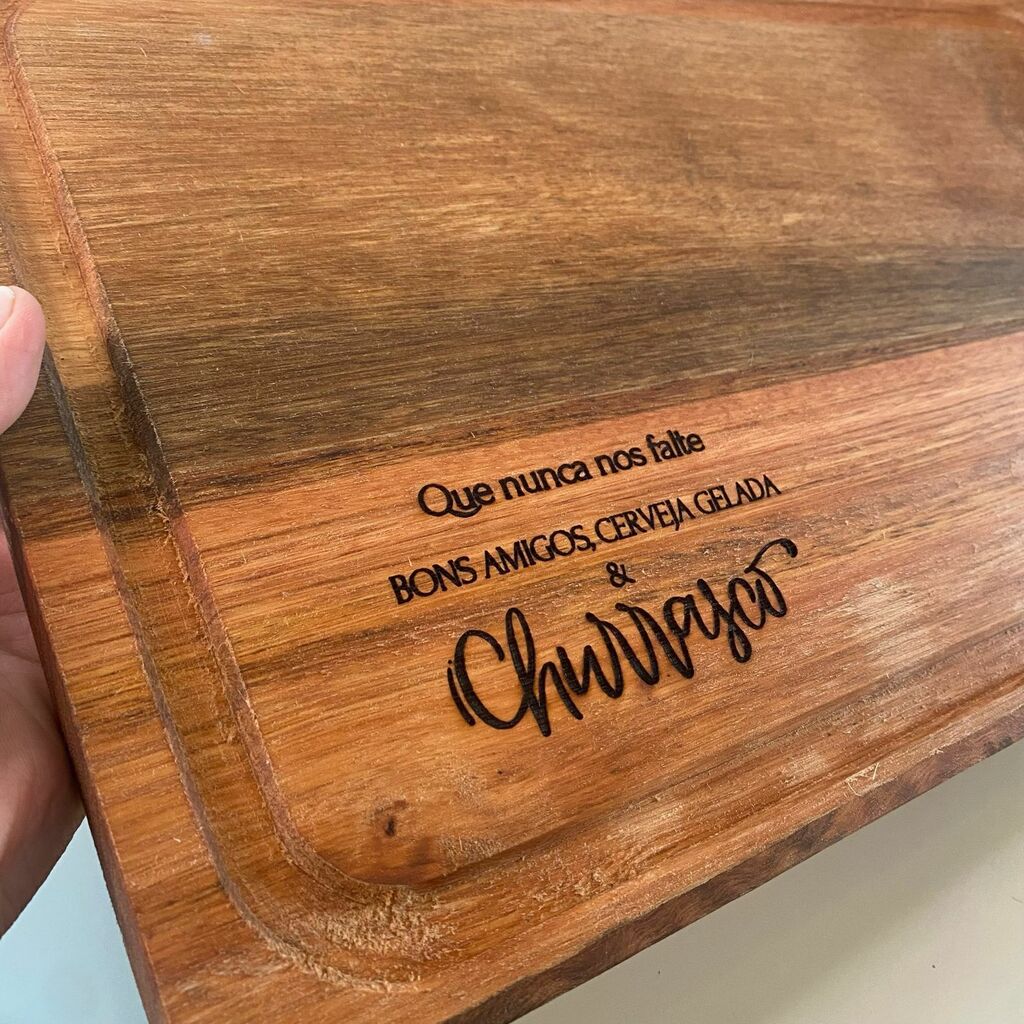 Que nunca nos falte
BONS AMIGOS, CERVEJA GELADA
&
Churrasco